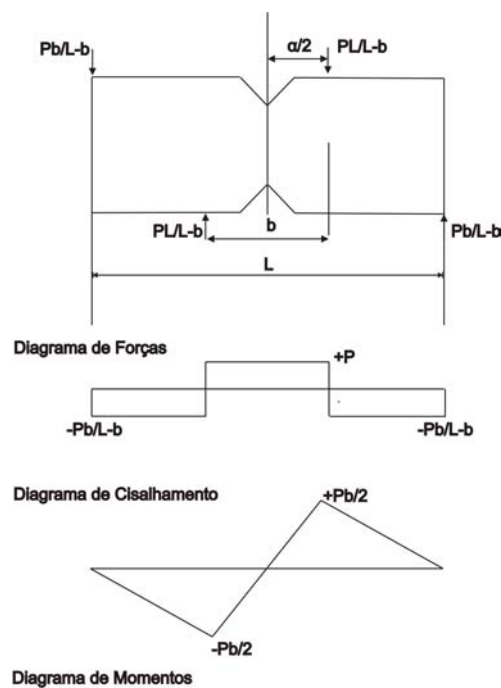 α/2
Pb/L-b
PL/L-b
PL/L-b
b
Pb/L-b
L
Diagrama de Forças
+P
-Pb/L-b
-Pb/L-b
Diagrama de Cisalhamento
+Pb/2
-Pb/2
Diagrama de Momentos